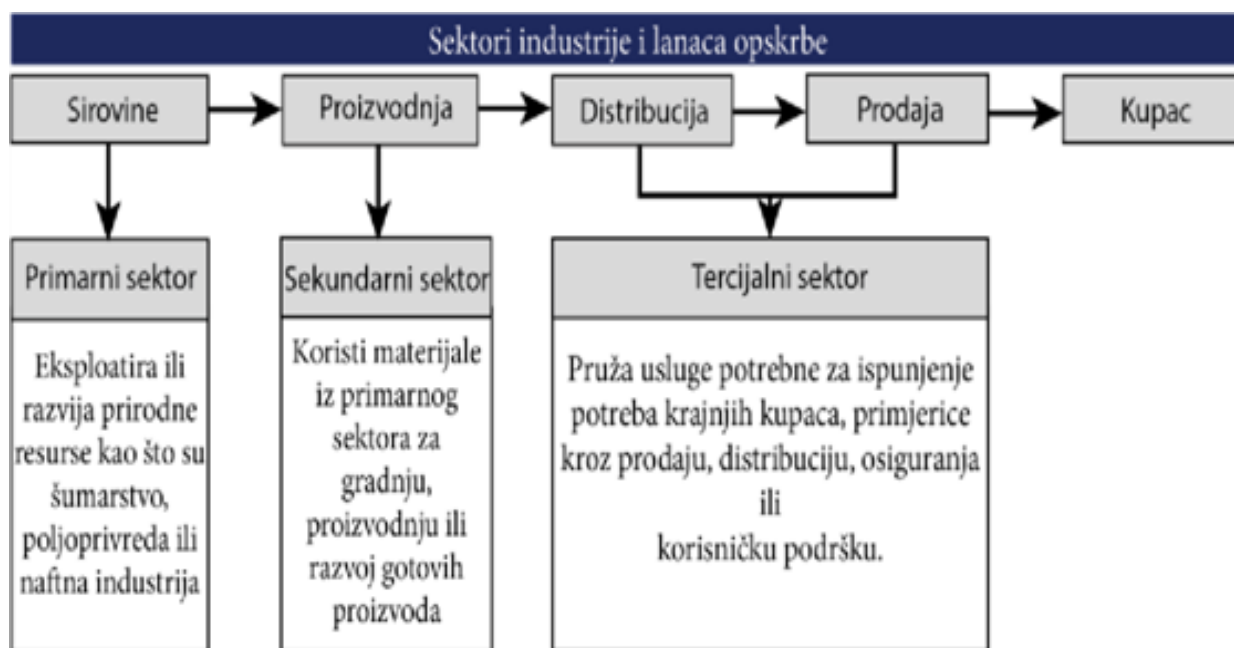 Sektori industrije i lanaca opskrbe
Sirovine
Proizvodnja
Distribucija
Prodaja
Kupac
Primarni sektor
Eksploatira ili
razvija prirodne
resurse kao što su
šumarstvo,
poljoprivreda ili
naftna industrija
Sekundarni sektor
Koristi materijale
iz primarnog
sektora za
gradnju,
proizvodnju ili
razvoj gotovih
proizvoda
Tercijalni sektor
Pruža usluge potrebne za ispunjenje
potreba krajnjih kupaca, primjerice
kroz prodaju, distribuciju, osiguranja
ili
korisničku podršku.